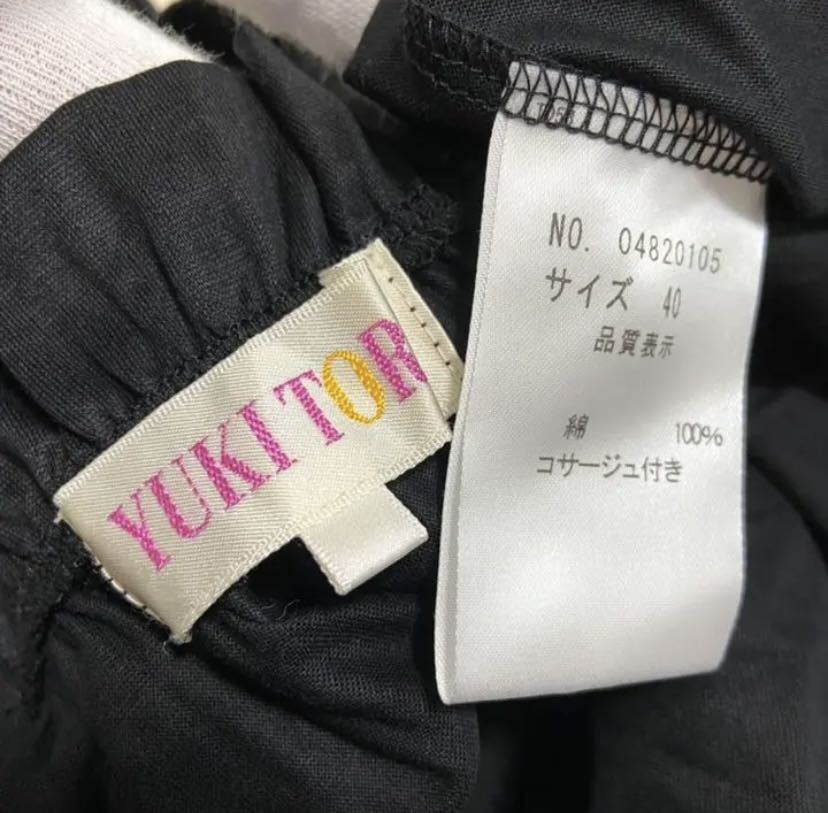 YUKI TOR
NO. 04820105
サイズ 40
品質表示
綿 100%
コサージュ付き